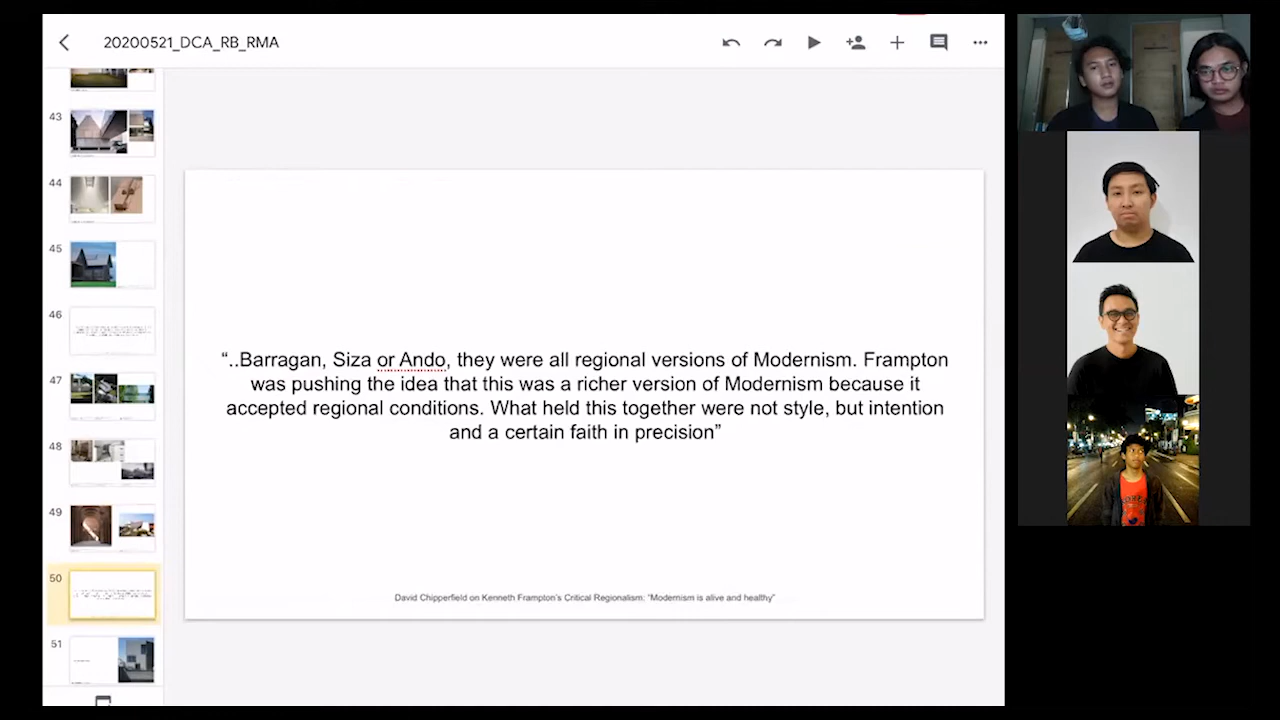 20200521_DCA_RB_RMA
43
44
45
46
47
48
49
50
51
“..Barragan, Siza or Ando, they were all regional versions of Modernism. Frampton
was pushing the idea that this was a richer version of Modernism because it
accepted regional conditions. What held this together were not style, but intention
and a certain faith in precision”
David Chipperfield on Kenneth Frampton's Critical Regionalism: “Modernism is alive and healthy”